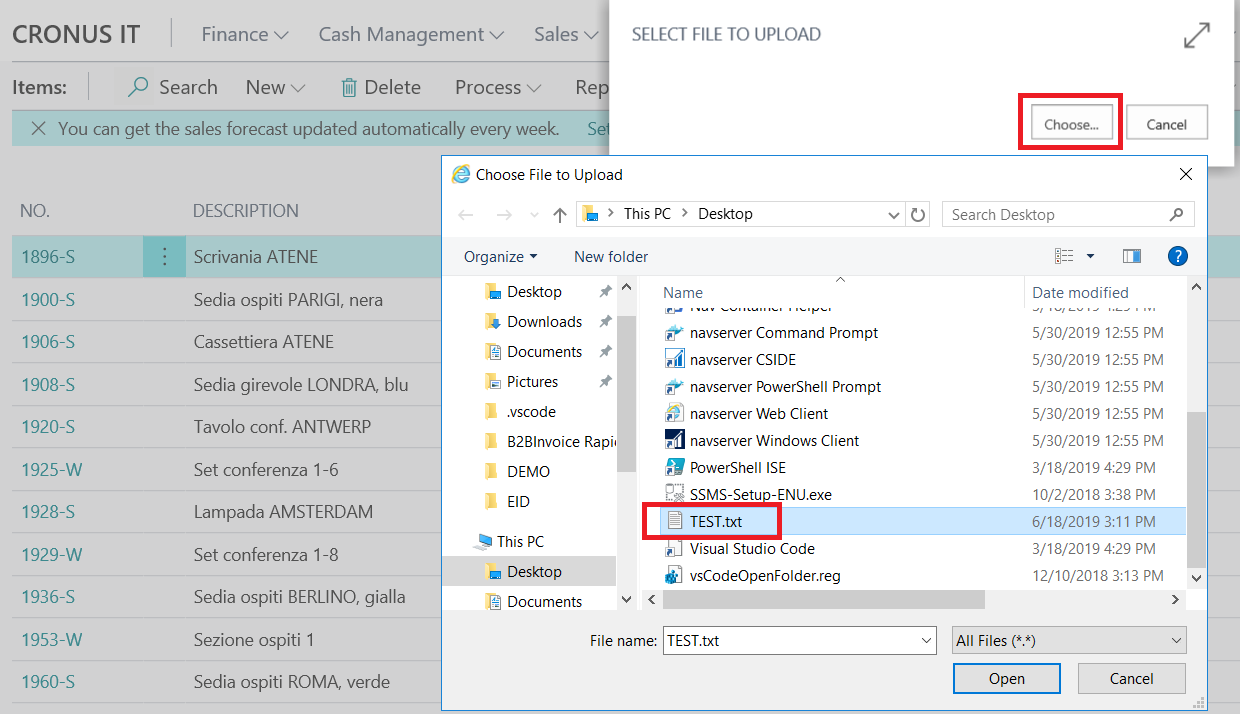 CRONUS IT
Finance
Cash Management
Sales
SELECT FILE TO UPLOAD
Items:
Search
New
Delete
Process
Rep
Choose...
Cancel
You can get the sales forecast updated automatically every week.
Set
NO.
DESCRIPTION
1896-S
Scrivania ATENE
1900-S
Sedia ospiti PARIGI, nera
1906-S
Cassettiera ATENE
1908-S
Sedia girevole LONDRA, blu
1920-S
Tavolo conf. ANTWERP
1925-W
Set conferenza 1-6
1928-S
Lampada AMSTERDAM
1929-W
Set conferenza 1-8
1936-S
Sedia ospiti BERLINO, gialla
1953-W
Sezione ospiti 1
1960-S
Sedia ospiti ROMA, verde
Choose File to Upload
This PC
Desktop
Search Desktop
Organize
New folder
Desktop
Downloads
Documents
Pictures
.vscode
B2BInvoice Rapi
DEMO
EID
This PC
Desktop
Documents
Name
Date modified
Nav Container Helper
3/18/2019 4:29 PM
navserver Command Prompt
5/30/2019 12:55 PM
navserver CSIDE
5/30/2019 12:55 PM
navserver PowerShell Prompt
5/30/2019 12:55 PM
navserver Web Client
5/30/2019 12:55 PM
navserver Windows Client
5/30/2019 12:55 PM
PowerShell ISE
3/18/2019 4:29 PM
SSMS-Setup-ENU.exe
10/2/2018 3:38 PM
TEST.txt
6/18/2019 3:11 PM
Visual Studio Code
3/18/2019 4:29 PM
vsCodeOpenFolder.reg
12/10/2018 3:13 PM
File name:
TEST.txt
All Files (*.*)
Open
Cancel